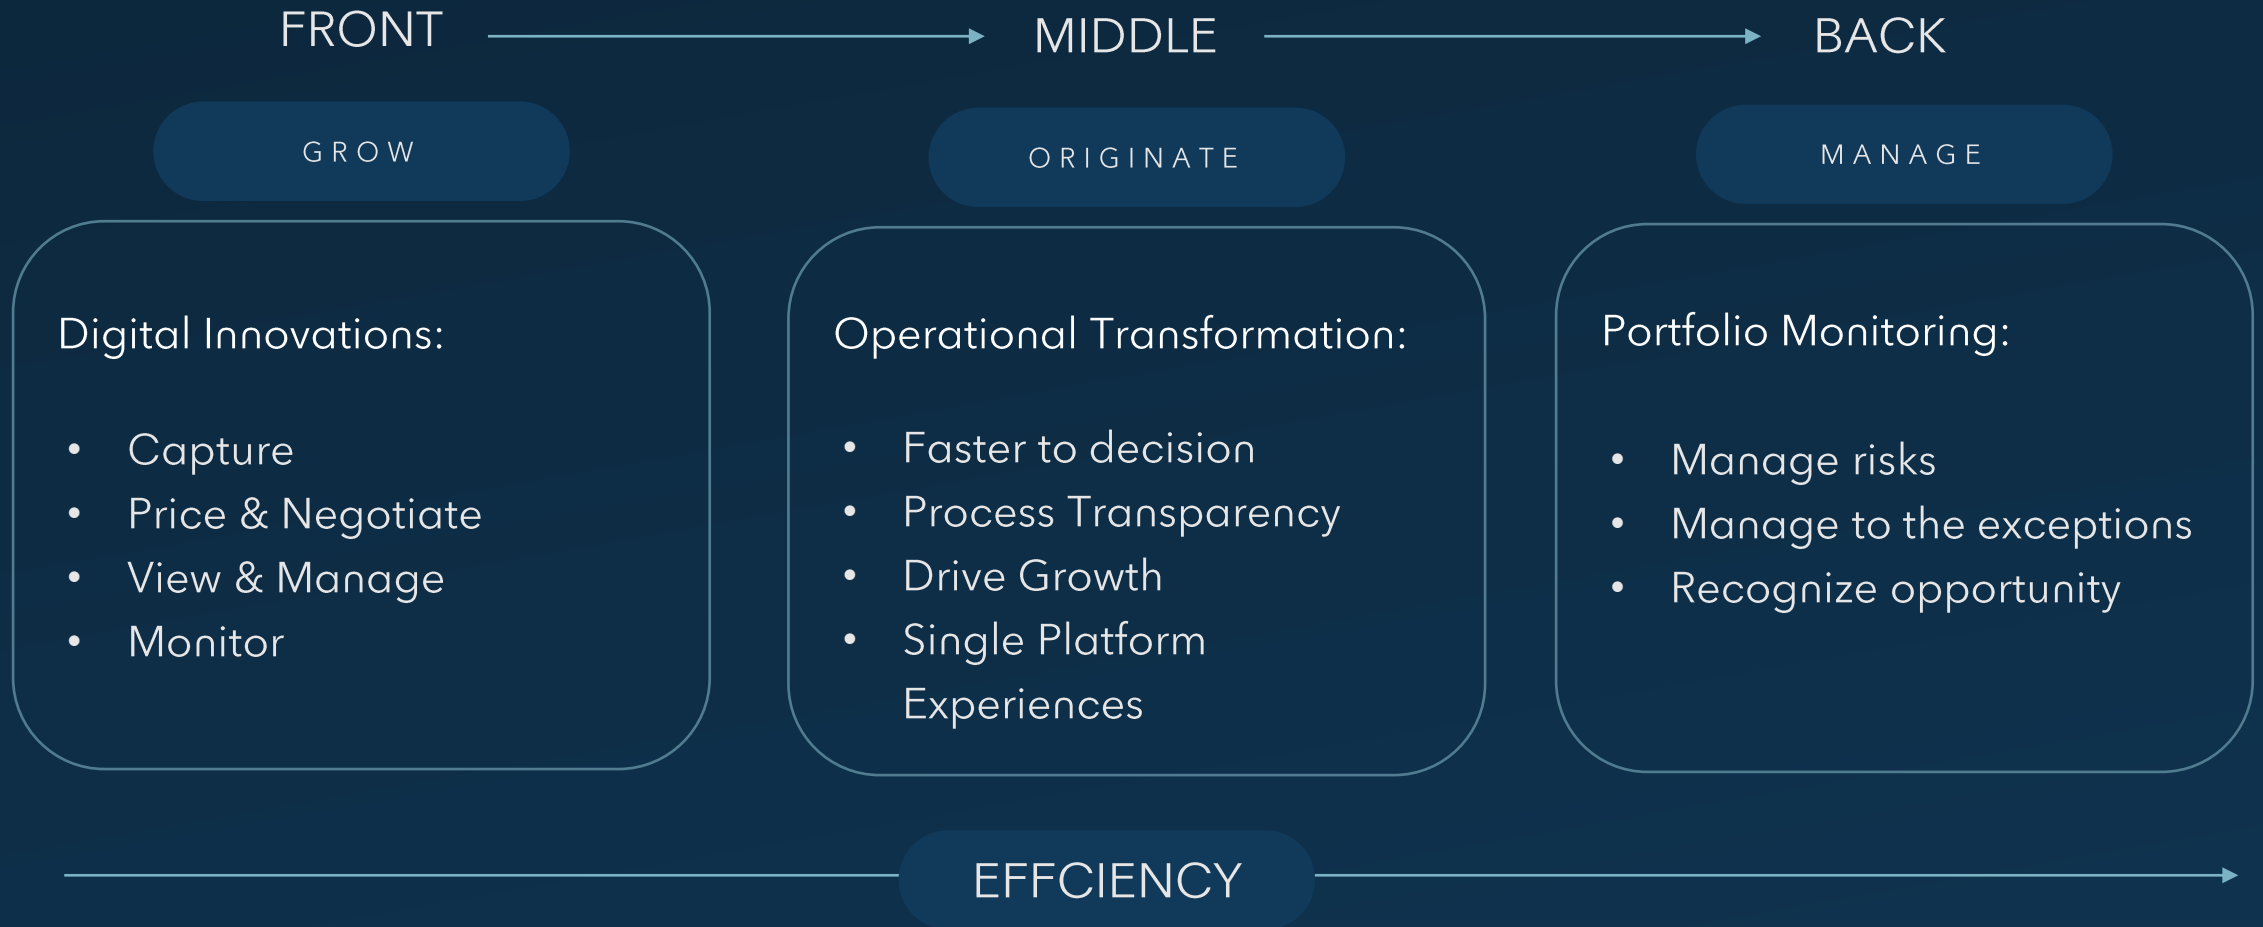 FRONT
MIDDLE
BACK
GROW
ORIGINATE
MANAGE
Digital Innovations:
• Capture
• Price & Negotiate
• View & Manage
• Monitor
Operational Transformation:
• Faster to decision
• Process Transparency
• Drive Growth
• Single Platform
Experiences
Portfolio Monitoring:
• Manage risks
• Manage to the exceptions
• Recognize opportunity
EFFCIENCY